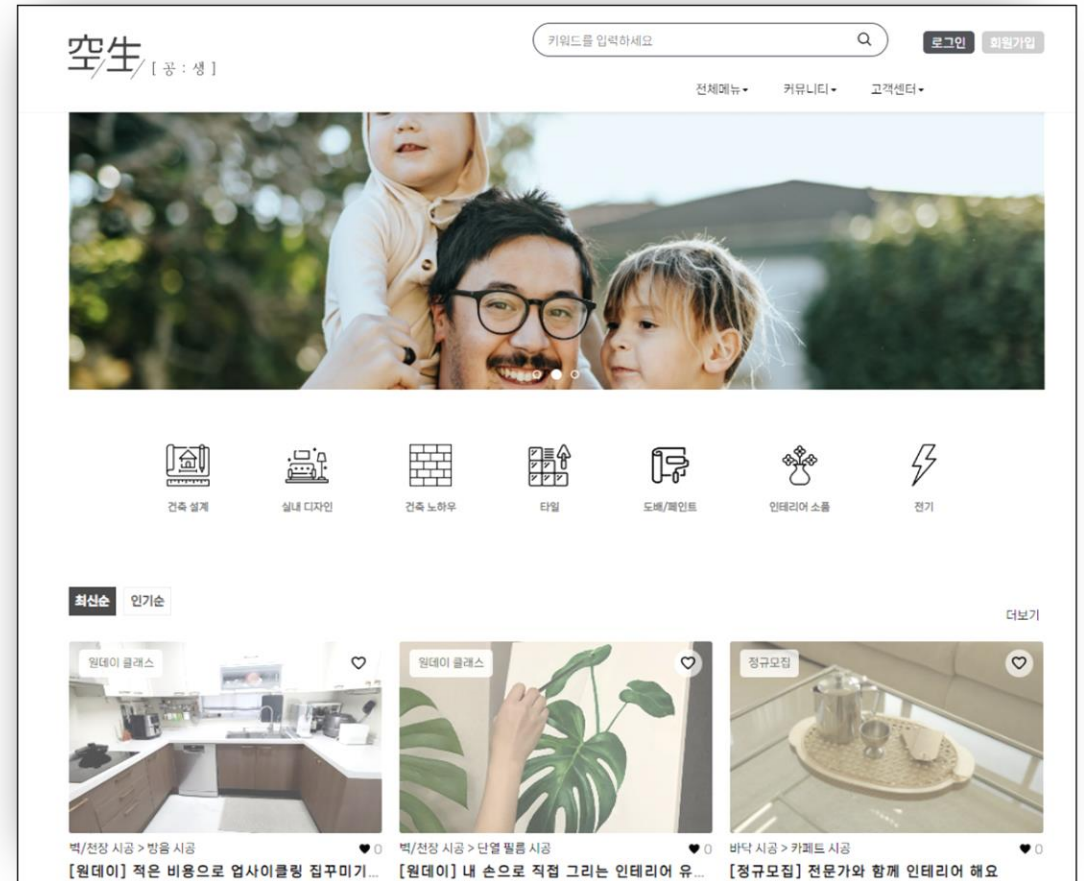 空生 [ 공 : 생 ]
키워드를 입력하세요
로그인 회원가입
전체메뉴 커뮤니티 고객센터
건축 설계 실내 디자인 건축 노하우 타일 도배/페인트 인테리어 소품 전기
최신순 인기순
더보기
원데이 클래스 원데이 클래스 정규모집
벽/천장 시공 > 방음 시공 0 벽/천장 시공 > 단열 필름 시공 0 바닥 시공 > 카페트 시공 0
[원데이] 적은 비용으로 업사이클링 집꾸미기... [원데이] 내 손으로 직접 그리는 인테리어 유... [정규모집] 전문가와 함께 인테리어 해요